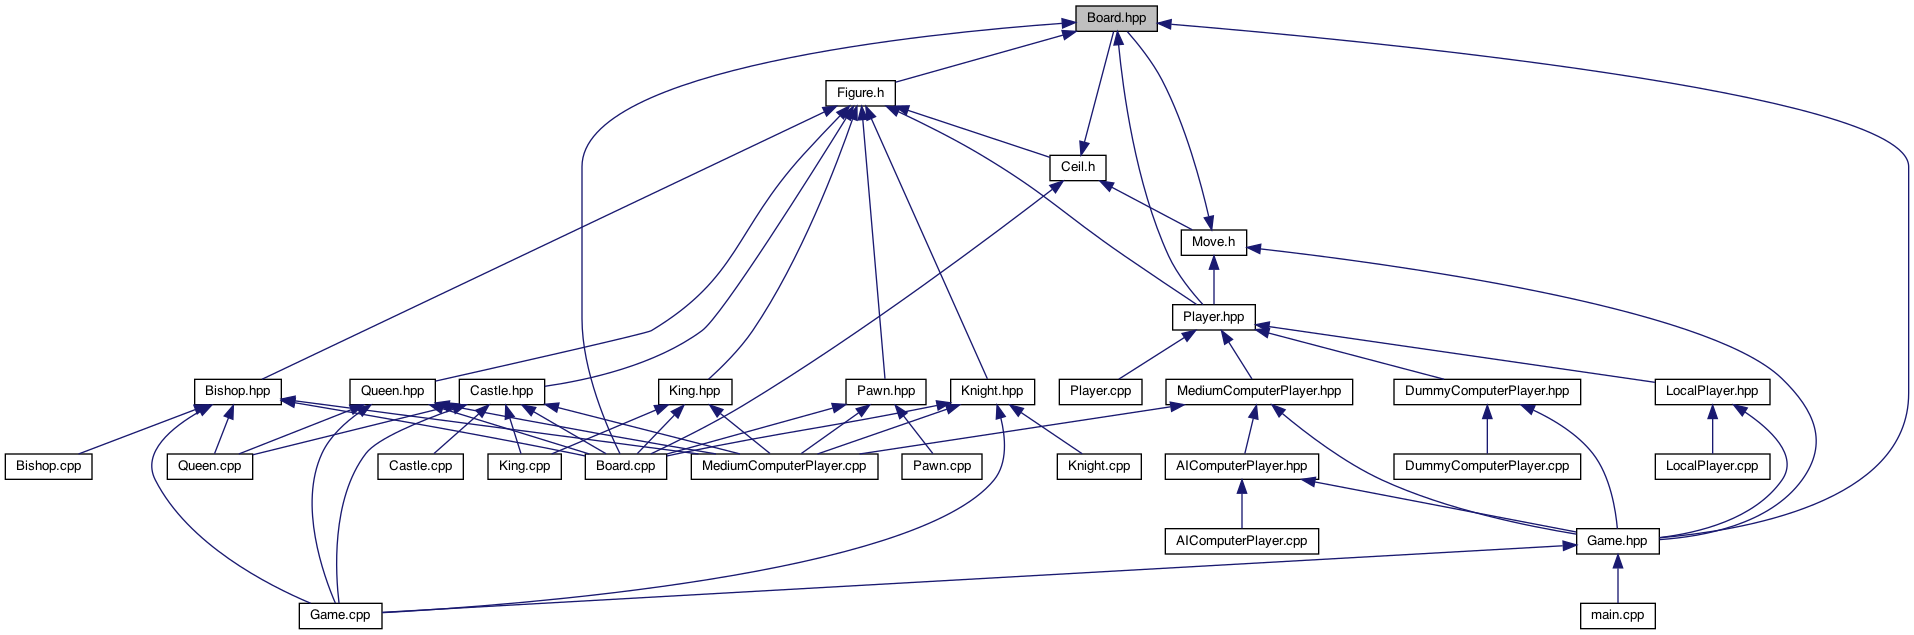 Board.hpp
Figure.h
Ceil.h
Move.h
Player.hpp
Bishop.hpp
Queen.hpp
Castle.hpp
King.hpp
Pawn.hpp
Knight.hpp
Player.cpp
MediumComputerPlayer.hpp
DummyComputerPlayer.hpp
LocalPlayer.hpp
Bishop.cpp
Queen.cpp
Castle.cpp
King.cpp
Board.cpp
MediumComputerPlayer.cpp
Pawn.cpp
Knight.cpp
AIComputerPlayer.hpp
DummyComputerPlayer.cpp
LocalPlayer.cpp
AIComputerPlayer.cpp
Game.hpp
Game.cpp
main.cpp